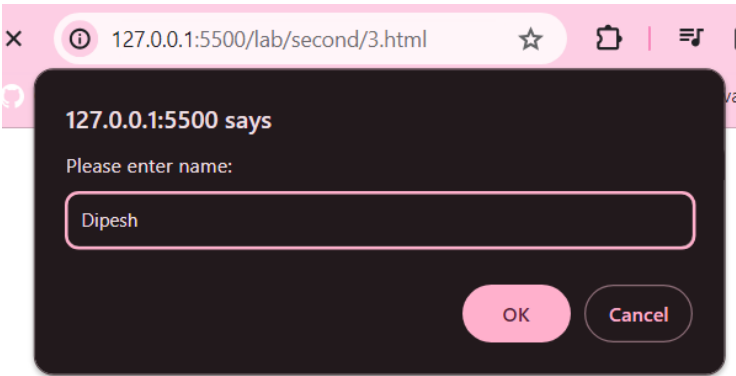 127.0.0.1:5500/lab/second/3.html
127.0.0.1:5500 says
Please enter name:
Dipesh
OK Cancel